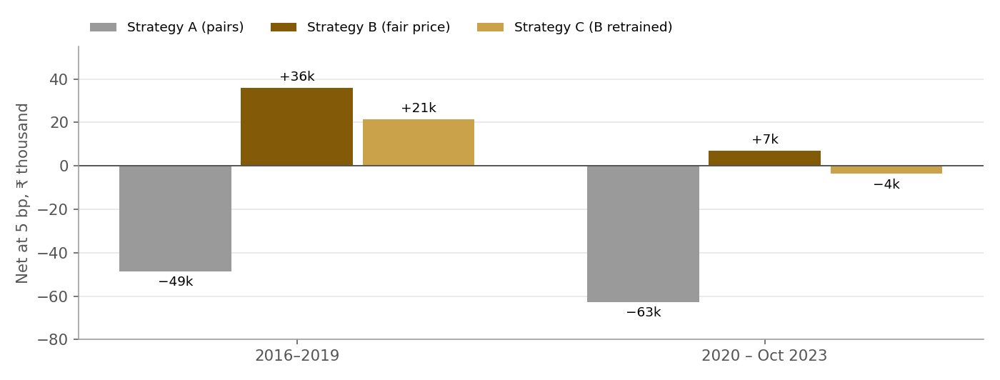 Strategy A (pairs) Strategy B (fair price) Strategy C (B retrained)
Net at 5 bp, ₹ thousand
40
20
0
−20
−40
−60
−80
+36k
+21k
+7k
−4k
−49k
−63k
2016–2019
2020 – Oct 2023